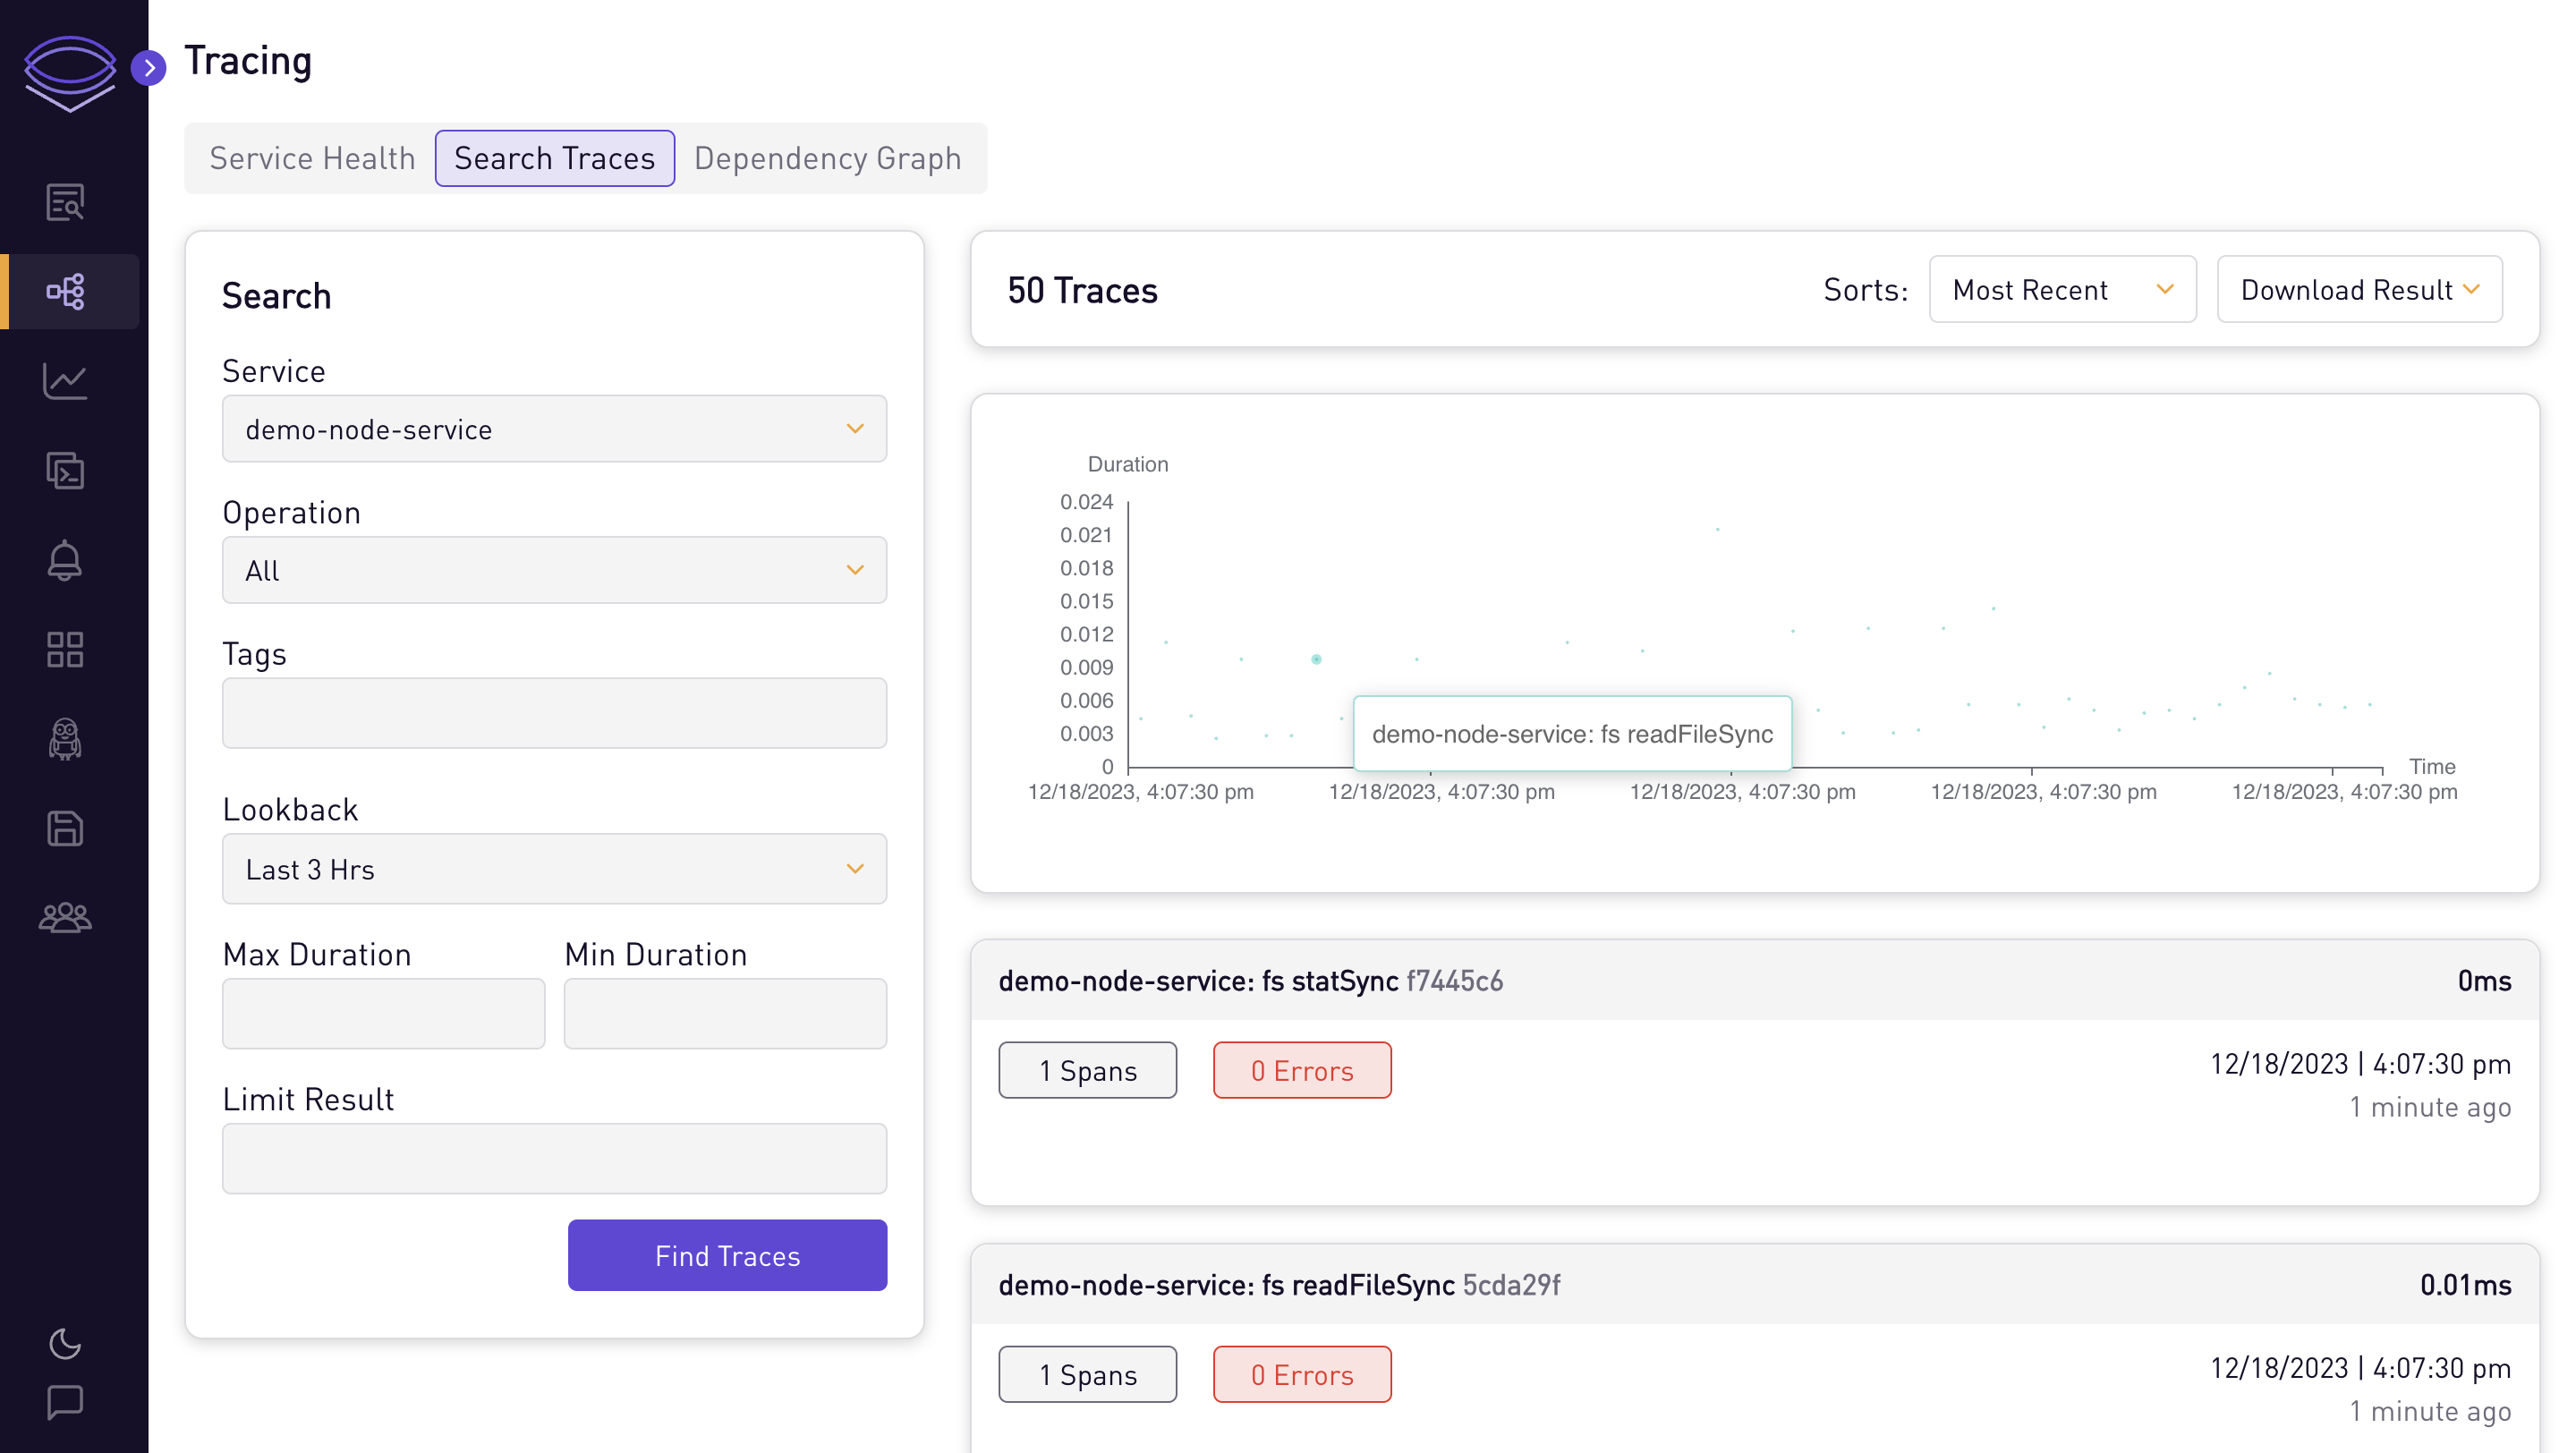 Tracing
Service Health
Search Traces
Dependency Graph
Search
Service
demo-node-service
Operation
All
Tags
Lookback
Last 3 Hrs
Max Duration
Min Duration
Limit Result
Find Traces
50 Traces
Sorts:
Most Recent
Download Result
Duration
0.024
0.021
0.018
0.015
0.012
0.009
0.006
0.003
0
demo-node-service: fs readFileSync
Time
12/18/2023, 4:07:30 pm
12/18/2023, 4:07:30 pm
12/18/2023, 4:07:30 pm
12/18/2023, 4:07:30 pm
12/18/2023, 4:07:30 pm
demo-node-service: fs statSync f7445c6
0ms
1 Spans
0 Errors
12/18/2023 | 4:07:30 pm
1 minute ago
demo-node-service: fs readFileSync 5cda29f
0.01ms
1 Spans
0 Errors
12/18/2023 | 4:07:30 pm
1 minute ago